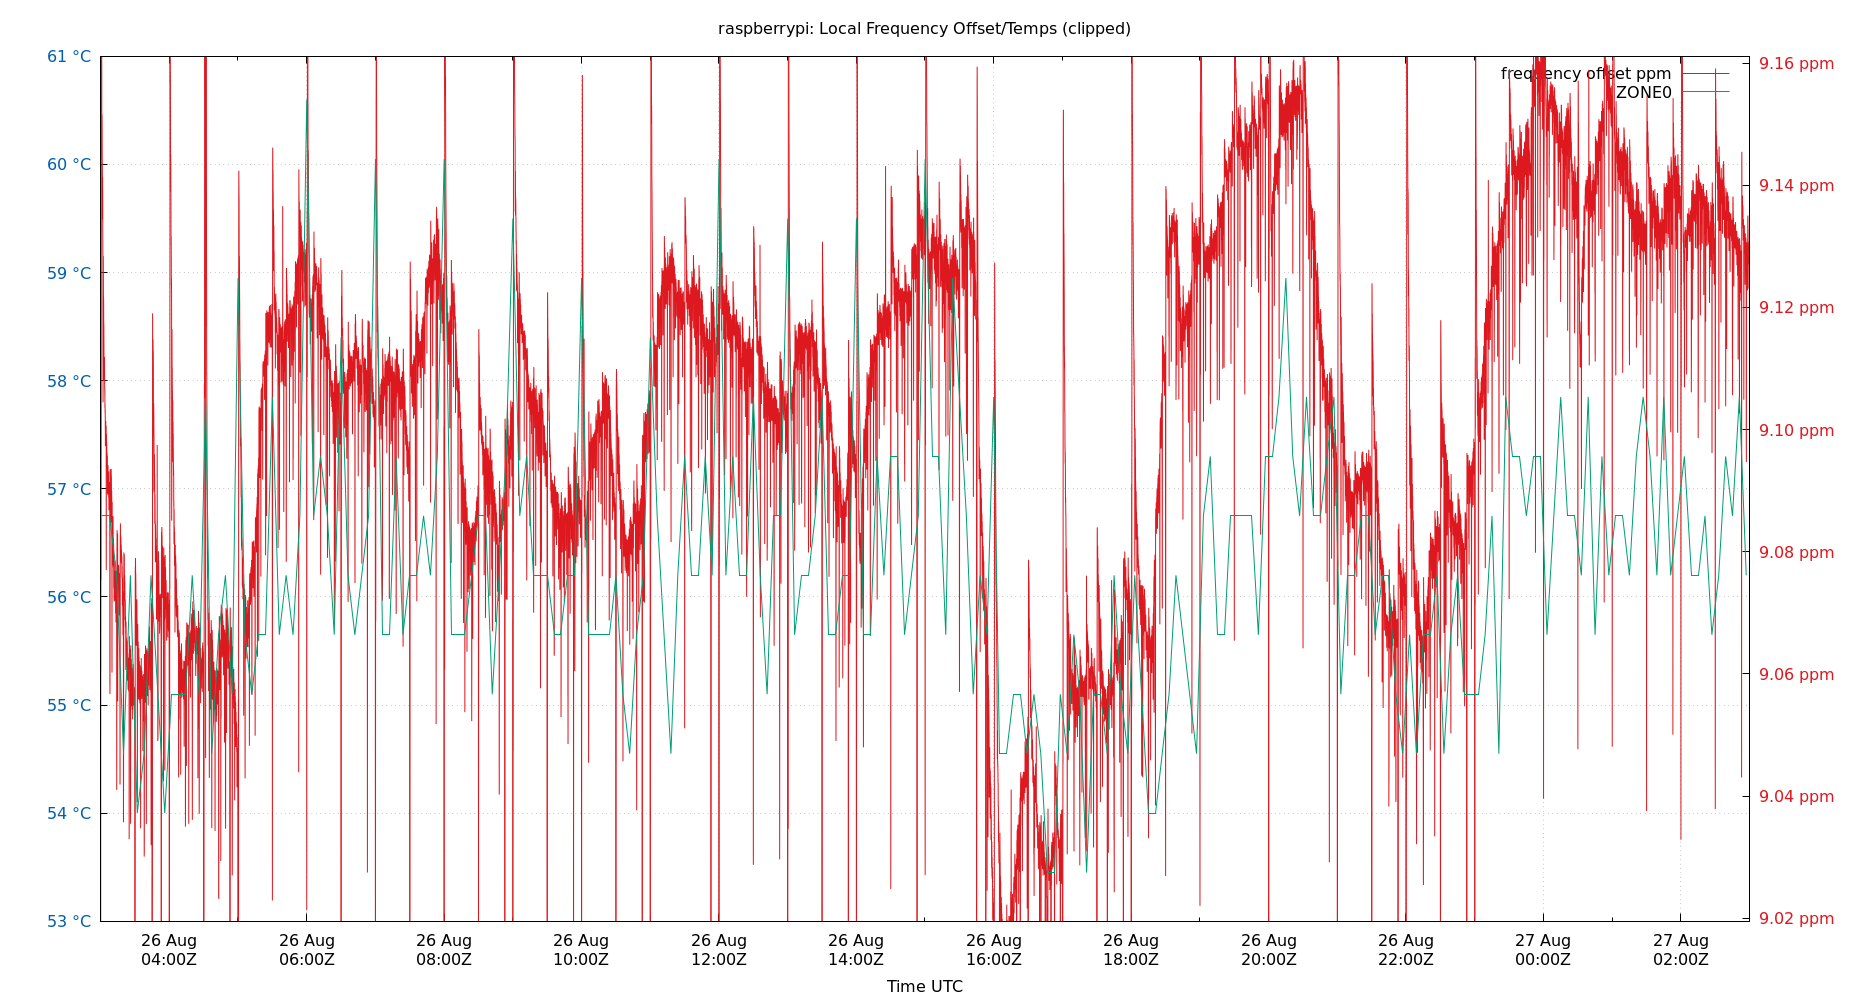 raspberrypi: Local Frequency Offset/Temps (clipped)
61 °C
60 °C
59 °C
58 °C
57 °C
56 °C
55 °C
54 °C
53 °C
9.16 ppm
9.14 ppm
9.12 ppm
9.10 ppm
9.08 ppm
9.06 ppm
9.04 ppm
9.02 ppm
frequency offset ppm
ZONE0
26 Aug 26 Aug 26 Aug 26 Aug 26 Aug 26 Aug 26 Aug 26 Aug 26 Aug 26 Aug 27 Aug 27 Aug
04:00Z 06:00Z 08:00Z 10:00Z 12:00Z 14:00Z 16:00Z 18:00Z 20:00Z 22:00Z 00:00Z 02:00Z
Time UTC